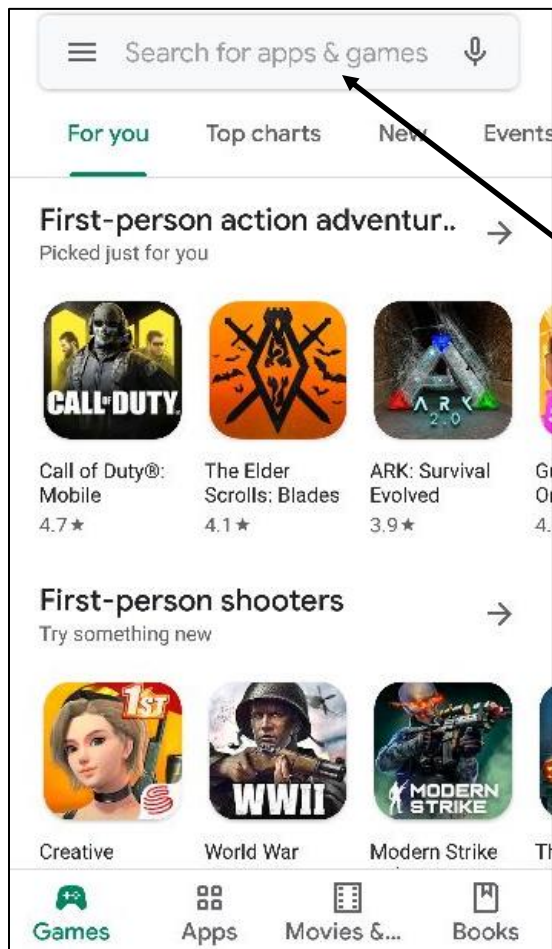 Search for apps & games
For you Top charts New Events
First-person action adventur..
Picked just for you
CALL OF DUTY
ARK
2.0
Call of Duty®: The Elder ARK: Survival
Mobile Scrolls: Blades Evolved
4.7★ 4.1★ 3.9★ 4.
First-person shooters
Try something new
1ST
WWII
MODERN
STRIKE
Creative World War Modern Strike
Games Apps Movies &... Books